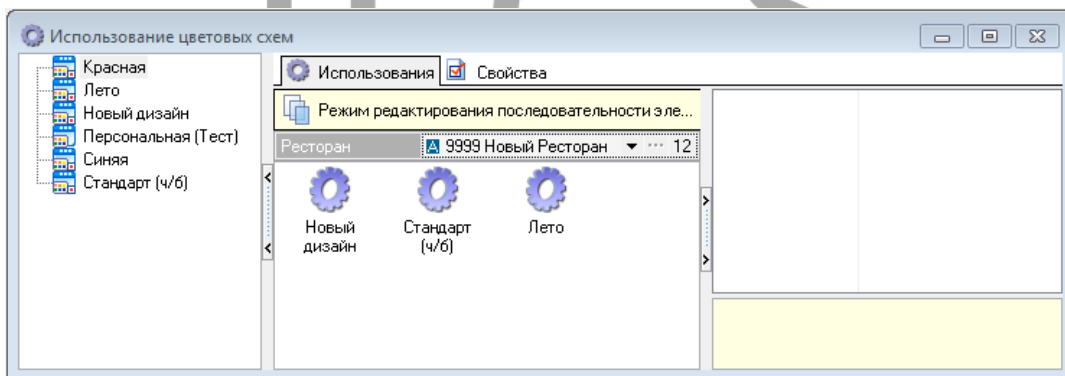 Использование цветовых схем
Красная
Лето
Новый дизайн
Персональная (Тест)
Синяя
Стандарт (ч/б)
Использования Свойства
Режим редактирования последовательности эле...
Ресторан А 9999 Новый Ресторан ... 12
Новый дизайн
Стандарт (ч/б)
Лето